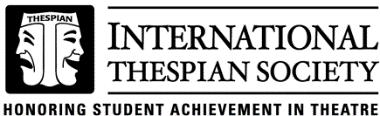 THESPIAN
INTERNATIONAL
THESPIAN SOCIETY
HONORING STUDENT ACHIEVEMENT IN THEATRE